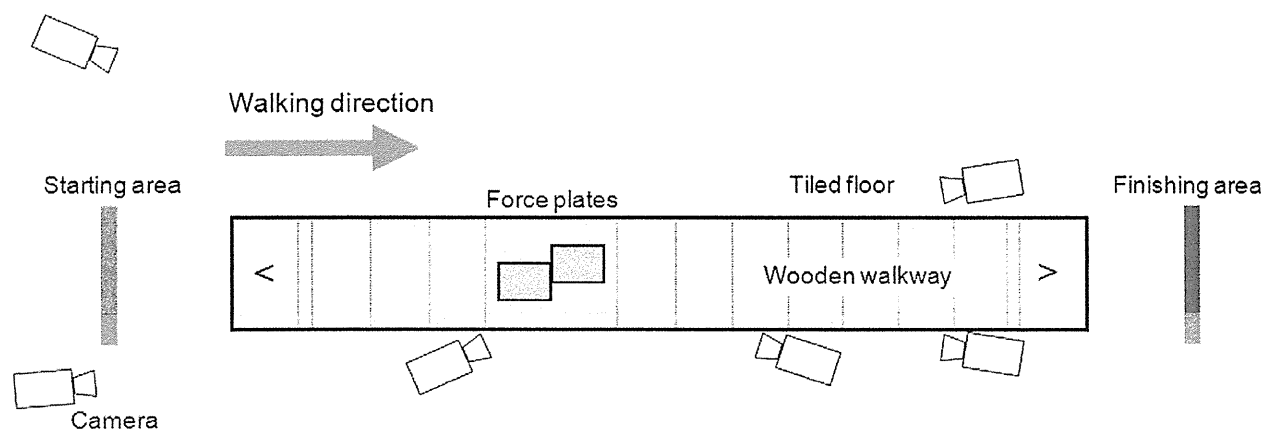 Walking direction
Starting area
Force plates
Tiled floor
Finishing area
<
Wooden walkway
>
Camera